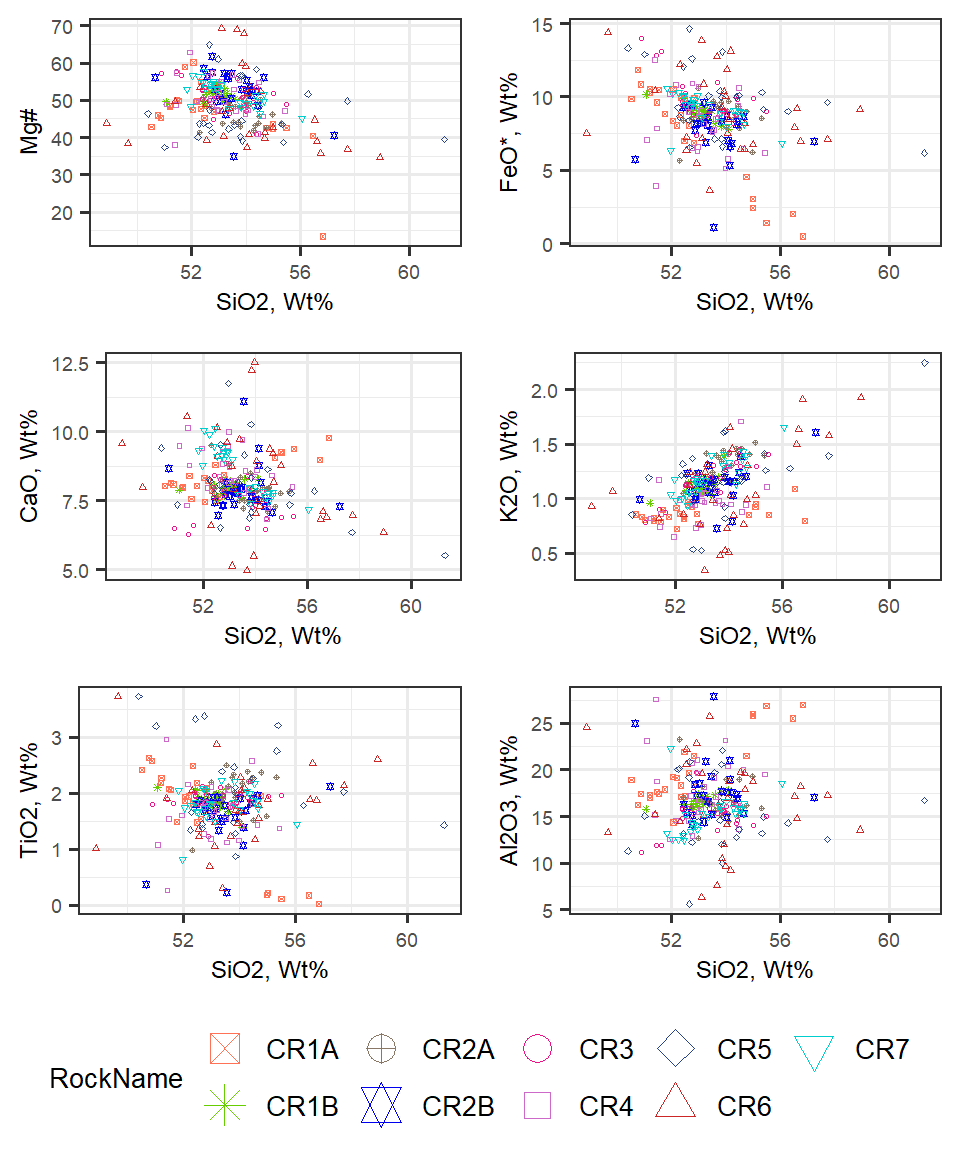 70
60
50
40
30
20
Mg#
52 56 60
SiO2, Wt%
15
10
5
0
FeO*, Wt%
52 56 60
SiO2, Wt%
12.5
10.0
7.5
5.0
CaO, Wt%
52 56 60
SiO2, Wt%
2.0
1.5
1.0
0.5
K2O, Wt%
52 56 60
SiO2, Wt%
3
2
1
0
TiO2, Wt%
52 56 60
SiO2, Wt%
25
20
15
10
5
Al2O3, Wt%
52 56 60
SiO2, Wt%
RockName
CR1A CR2A CR3 CR5 CR7
CR1B CR2B CR4 CR6